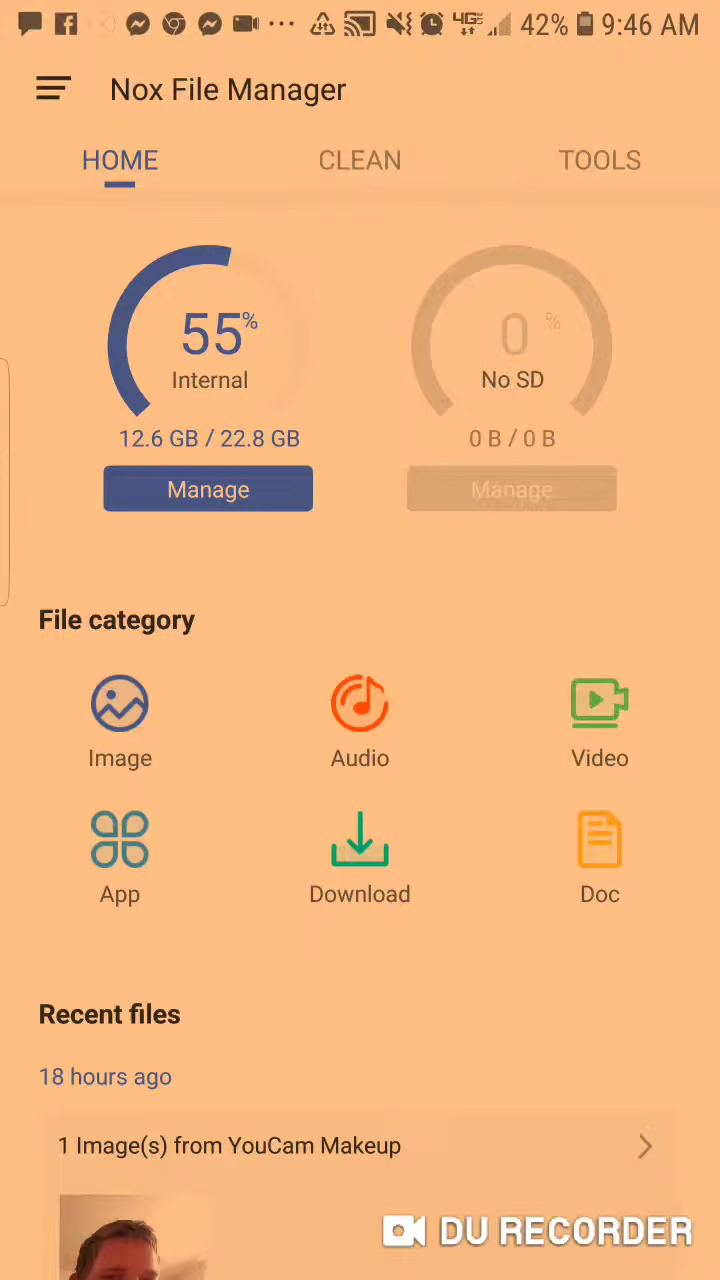 4G 42% 9:46 AM
Nox File Manager
HOME CLEAN TOOLS
55% 0 %
Internal No SD
12.6 GB / 22.8 GB 0 B / 0 B
Manage Manage
File category
Image Audio Video
App Download Doc
Recent files
18 hours ago
1 Image(s) from YouCam Makeup
DU RECORDER